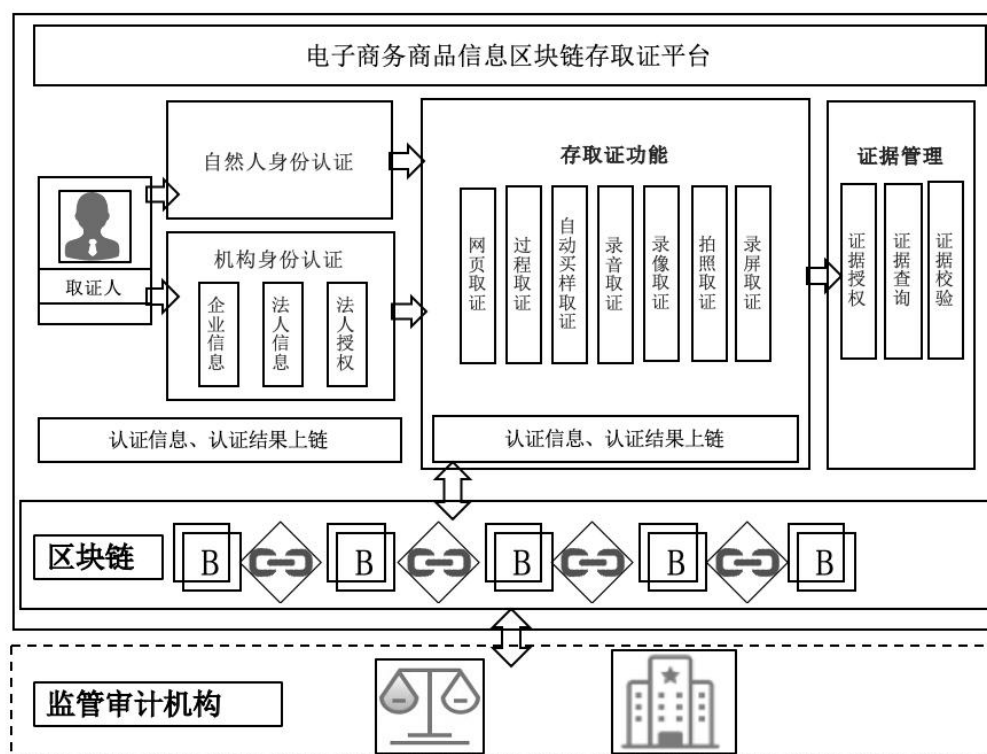 电子商务商品信息区块链存取证平台
取证人
自然人身份认证
机构身份认证
企业信息
法人信息
法人授权
认证信息、认证结果上链
存取证功能
网页取证
过程取证
自动买样取证
录音取证
录像取证
拍照取证
录屏取证
认证信息、认证结果上链
证据管理
证据授权
证据查询
证据校验
区块链
B
B
B
B
B
监管审计机构